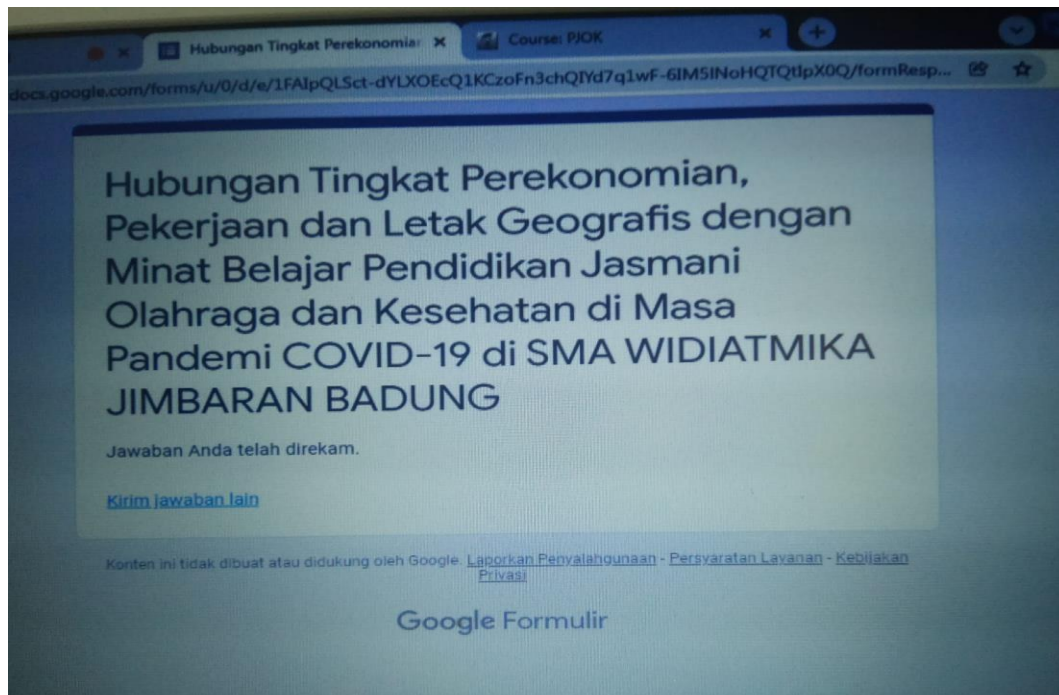 Hubungan Tingkat Perekonomian
Course: PJOK
docs.google.com/forms/u/0/d/e/1FAIpQLSct-dYLXOEcQ1KCzoFn3chQIYd7q1wF-6IM5INoHQTQtlpX0Q/formResp...
Hubungan Tingkat Perekonomian,
Pekerjaan dan Letak Geografis dengan
Minat Belajar Pendidikan Jasmani
Olahraga dan Kesehatan di Masa
Pandemi COVID-19 di SMA WIDIATMIKA
JIMBARAN BADUNG
Jawaban Anda telah direkam.
Kirim jawaban lain
Konten ini tidak dibuat atau didukung oleh Google. Laporkan Penyalahgunaan - Persyaratan Layanan - Kebijakan
Privasi
Google Formulir